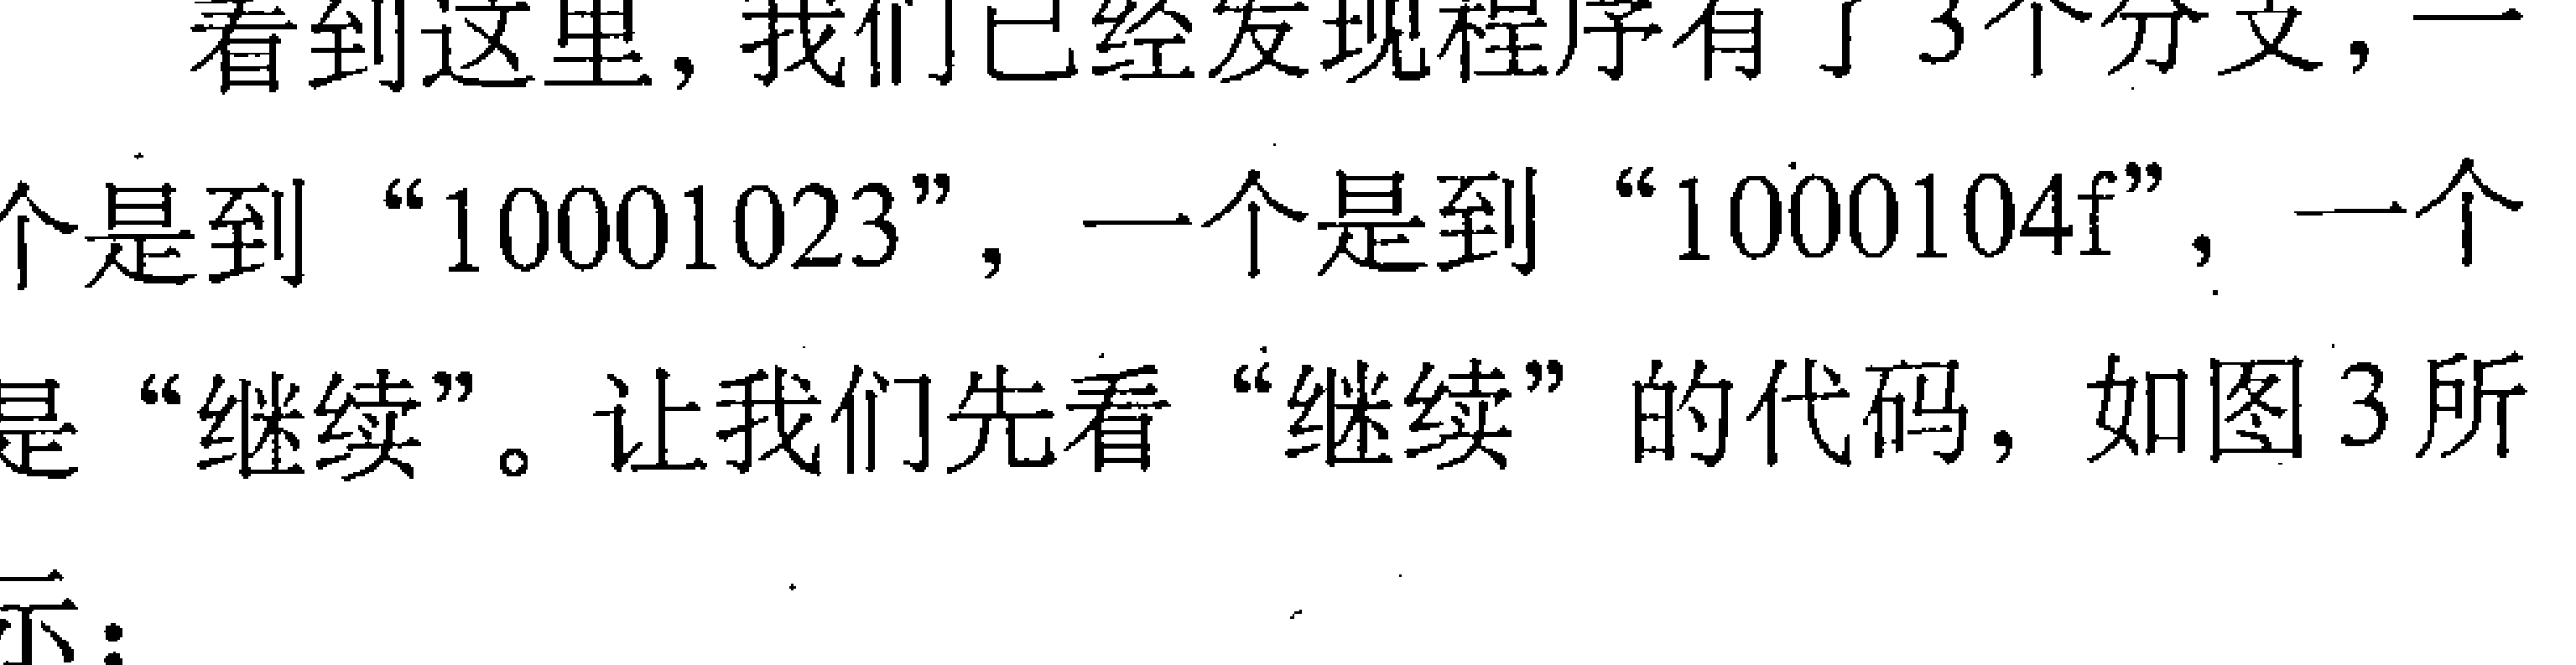 看到这里，我们已经发现程序有了3个分支，一
个是到“10001023”，一个是到“1000104f”，一个
是“继续”。让我们先看“继续”的代码，如图3所
示：